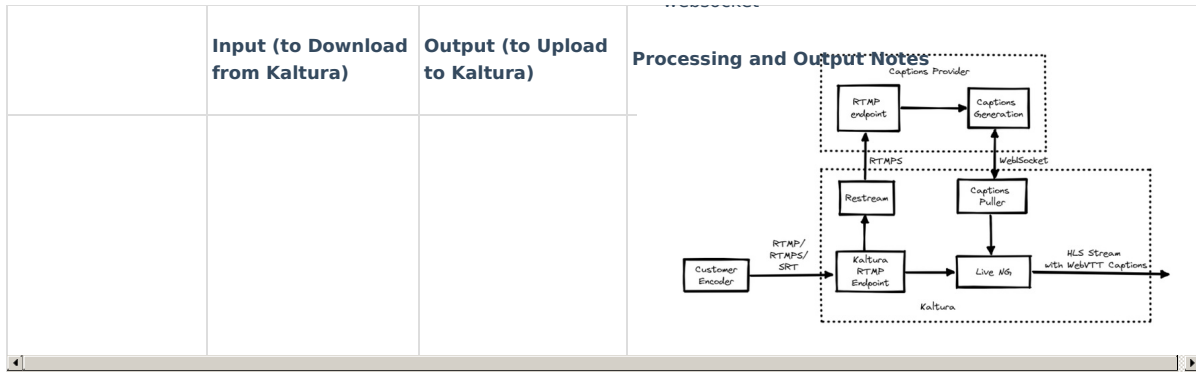 websocket
Input (to Download
from Kaltura)
Output (to Upload
to Kaltura)
Processing and Output Notes
Captions Provider
RTMP
endpoint
Captions
Generation
RTMPS
WeblSocket
Restream
Captions
Puller
RTMP/
RTMPS/
SRT
HLS Stream
with WebVTT Captions
Customer
Encoder
Kaltura
RTMP
Endpoint
Live NG
Kaltura